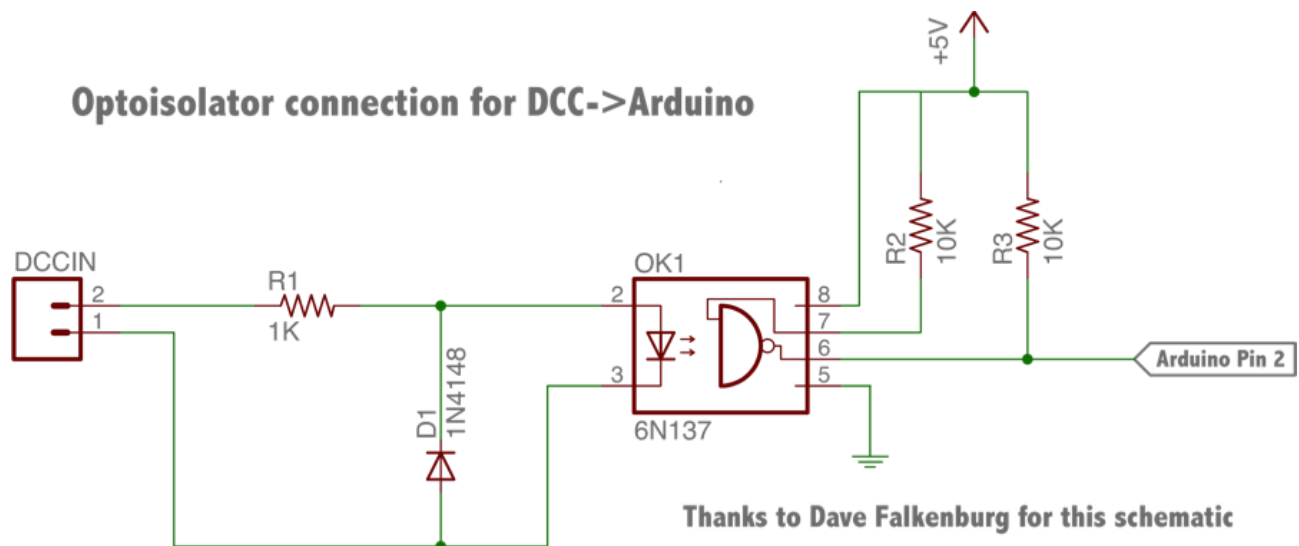 +5V
Optoisolator connection for DCC->Arduino
R2
10K
R3
10K
DCCIN
2
1
R1
1K
OK1
2
3
8
7
6
5
6N137
Arduino Pin 2
D1
1N4148
Thanks to Dave Falkenburg for this schematic